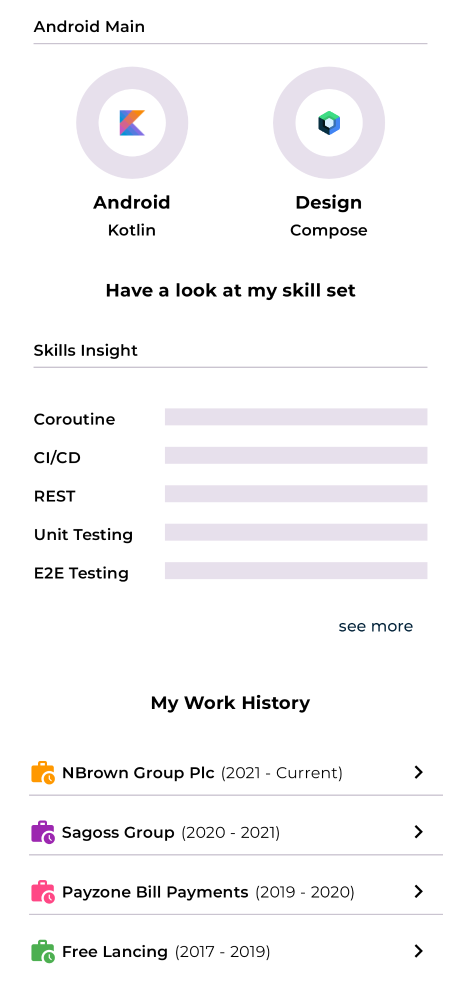 Android Main
Android Design
Kotlin Compose
Have a look at my skill set
Skills Insight
Coroutine
CI/CD
REST
Unit Testing
E2E Testing
see more
My Work History
NBrown Group Plc (2021 - Current)
Sagoss Group (2020 - 2021)
Payzone Bill Payments (2019 - 2020)
Free Lancing (2017 - 2019)